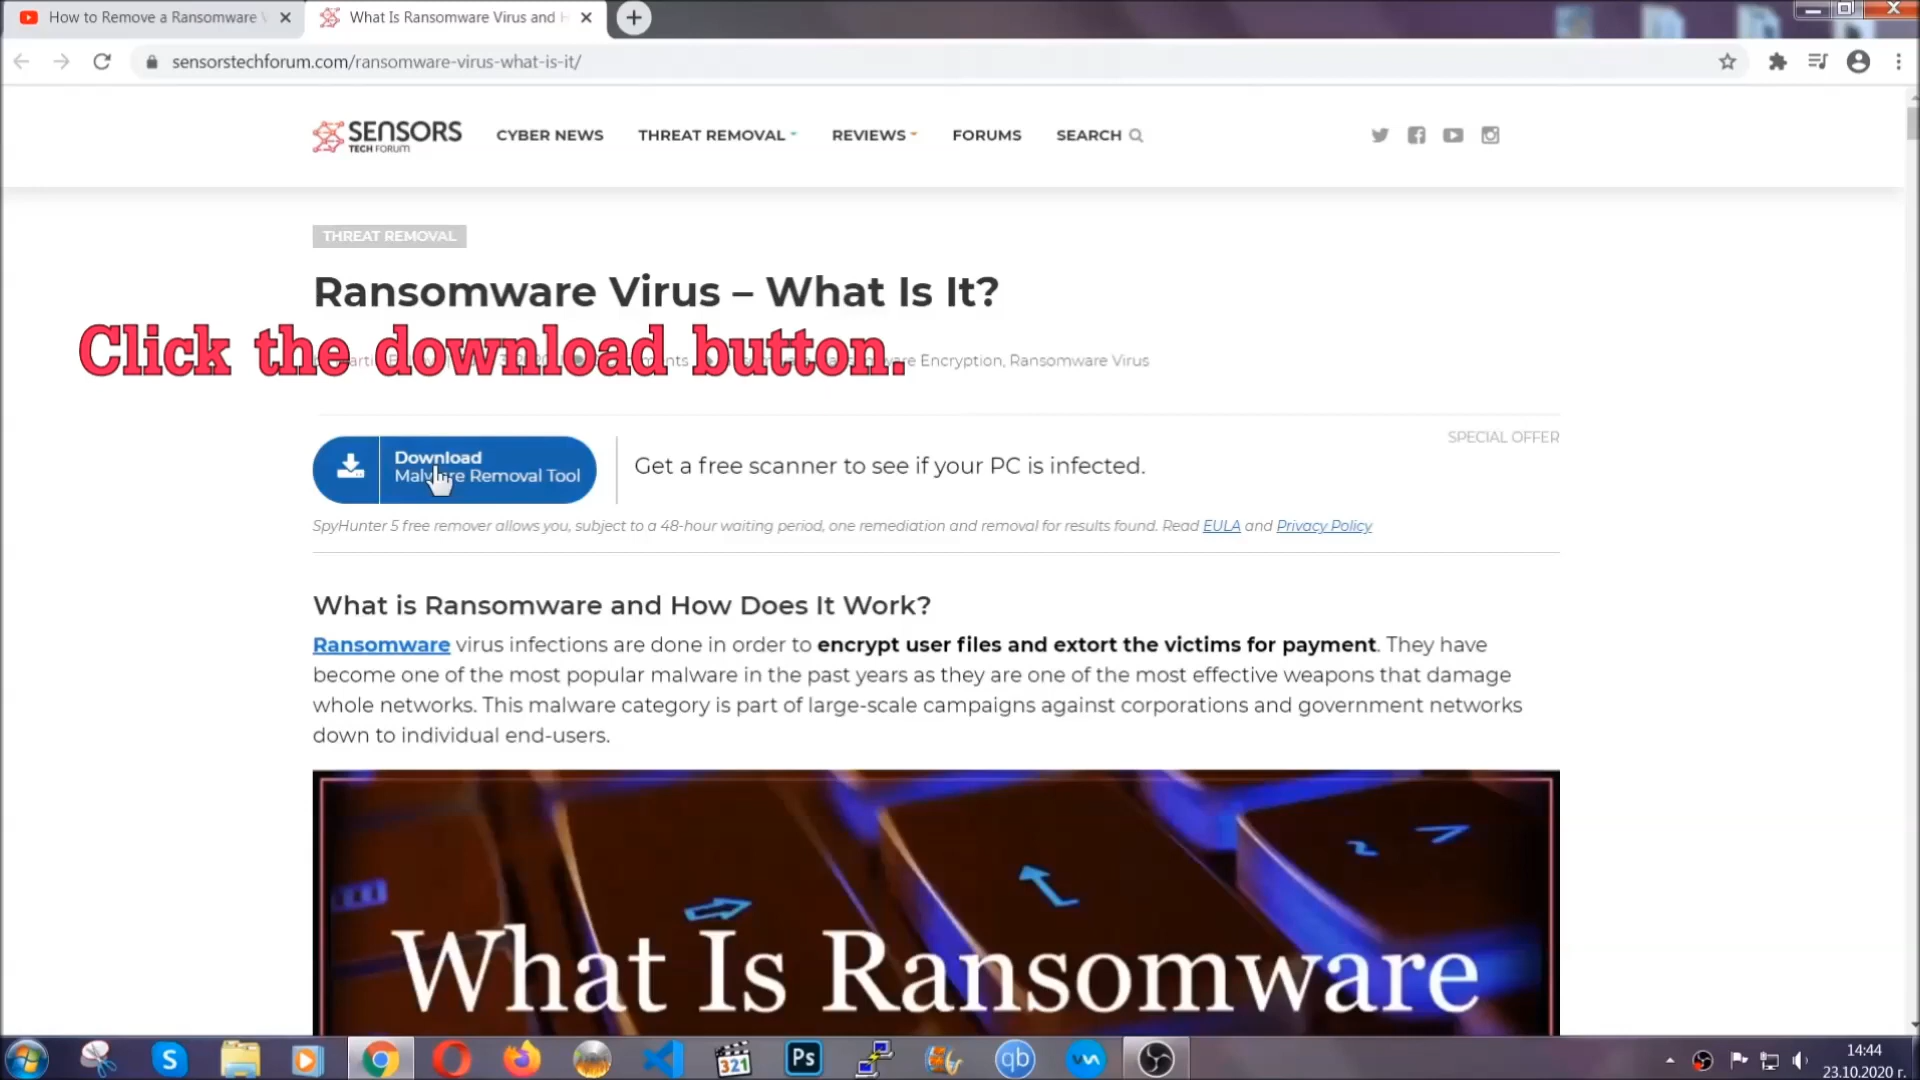 How to Remove a Ransomware
What Is Ransomware Virus and
sensorstechforum.com/ransomware-virus-what-is-it/
SENSORS
TECH FORUM
CYBER NEWS
THREAT REMOVAL
REVIEWS
FORUMS
SEARCH
THREAT REMOVAL
Ransomware Virus – What Is It?
Click the download button.
Encryption, Ransomware Virus
SPECIAL OFFER
Download
Malware Removal Tool
Get a free scanner to see if your PC is infected.
SpyHunter 5 free remover allows you, subject to a 48-hour waiting period, one remediation and removal for results found. Read EULA and Privacy Policy
What is Ransomware and How Does It Work?
Ransomware virus infections are done in order to encrypt user files and extort the victims for payment. They have
become one of the most popular malware in the past years as they are one of the most effective weapons that damage
whole networks. This malware category is part of large-scale campaigns against corporations and government networks
down to individual end-users.
What Is Ransomware
S
321
Ps
qb
14:44
23.10.2020 г.